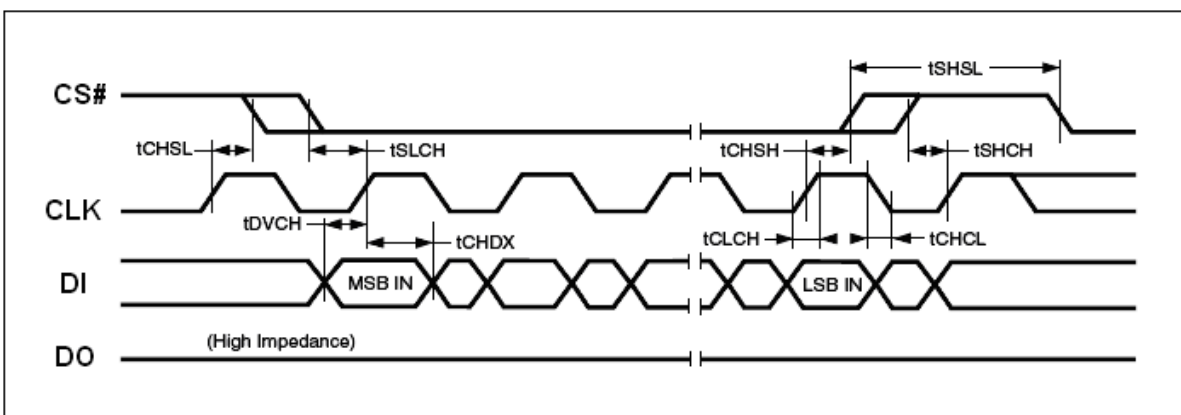 tSHSL
CS#
tCHSL
tSLCH
tCHSH
tSHCH
CLK
tDVCH
tCHDX
tCLCH
tCHCL
DI
MSB IN
LSB IN
(High Impedance)
DO